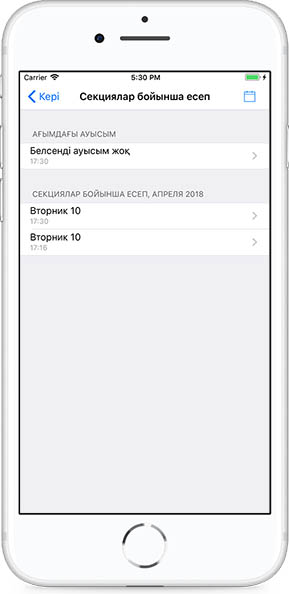 Carrier 5:30 PM
Кері Секциялар бойынша есеп
АҒЫМДАҒЫ АУЫСЫМ
Белсенді ауысым жоқ
17:30
СЕКЦИЯЛАР БОЙЫНША ЕСЕП, АПРЕЛЯ 2018
Вторник 10
17:30
Вторник 10
17:16